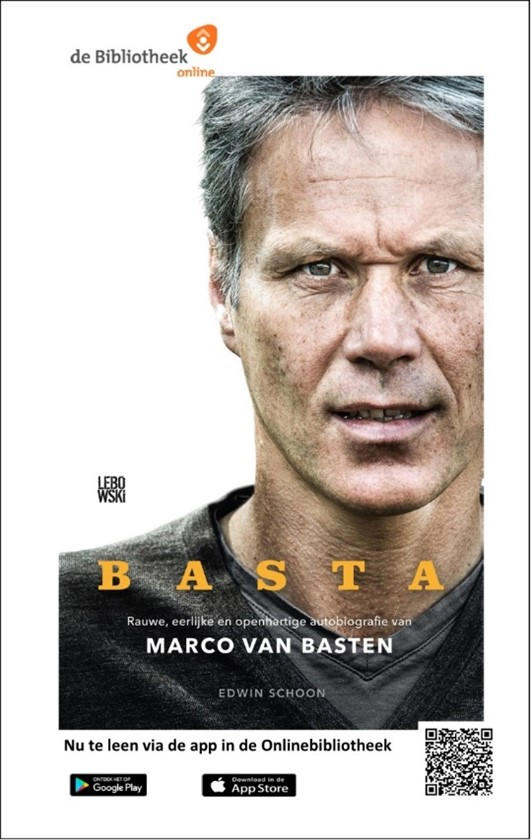 de Bibliotheek
online
LEBO
WSKi
BASTA
Rauwe, eerlijke en openhartige autobiografie van
MARCO VAN BASTEN
EDWIN SCHOON
Nu te leen via de app in de Onlinebibliotheek
ONTDEK HET OP
Google Play
Download in de
App Store